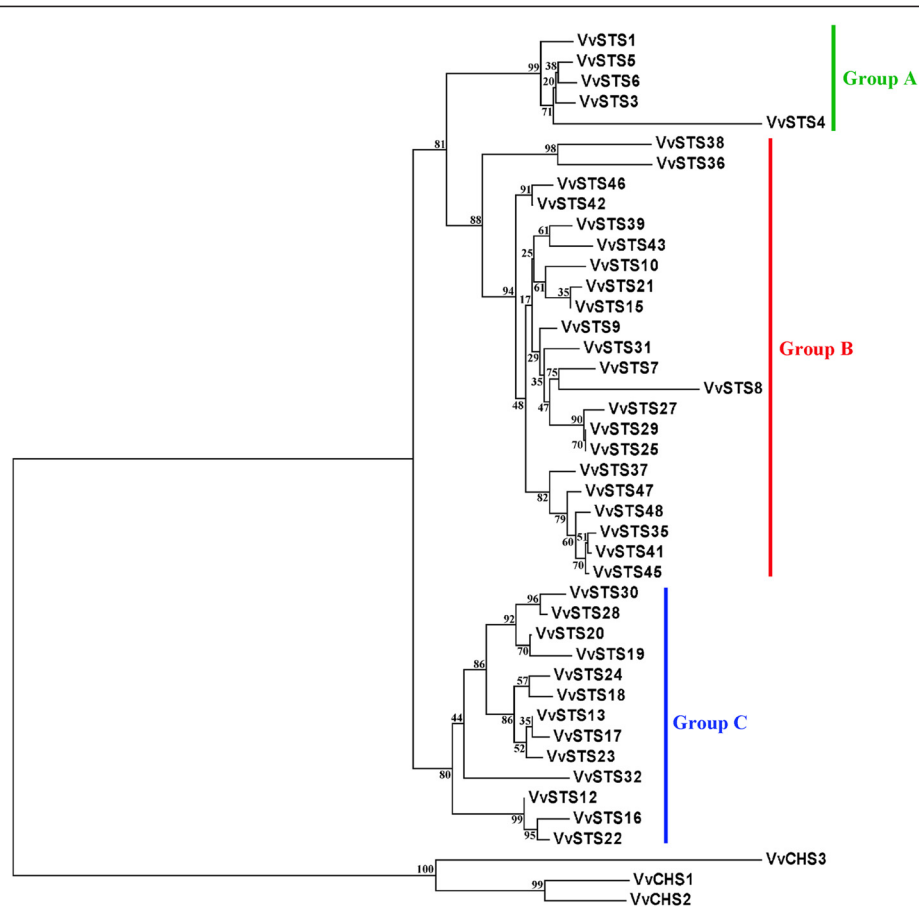 VvSTS1
VvSTS5
VvSTS6
VvSTS3
VvSTS4
Group A
VvSTS38
VvSTS36
VvSTS46
VvSTS42
VvSTS39
VvSTS43
VvSTS10
VvSTS21
VvSTS15
VvSTS9
VvSTS31
VvSTS7
VvSTS8
VvSTS27
VvSTS29
VvSTS25
VvSTS37
VvSTS47
VvSTS48
VvSTS35
VvSTS41
VvSTS45
Group B
VvSTS30
VvSTS28
VvSTS20
VvSTS19
VvSTS24
VvSTS18
VvSTS13
VvSTS17
VvSTS23
VvSTS32
VvSTS12
VvSTS16
VvSTS22
Group C
VvCHS3
VvCHS1
VvCHS2
99
38
20
71
81
98
88
91
94
61
25
61
35
17
29
35
75
47
90
70
48
82
79
60
51
70
96
92
70
86
57
86
35
52
44
80
99
95
100
99